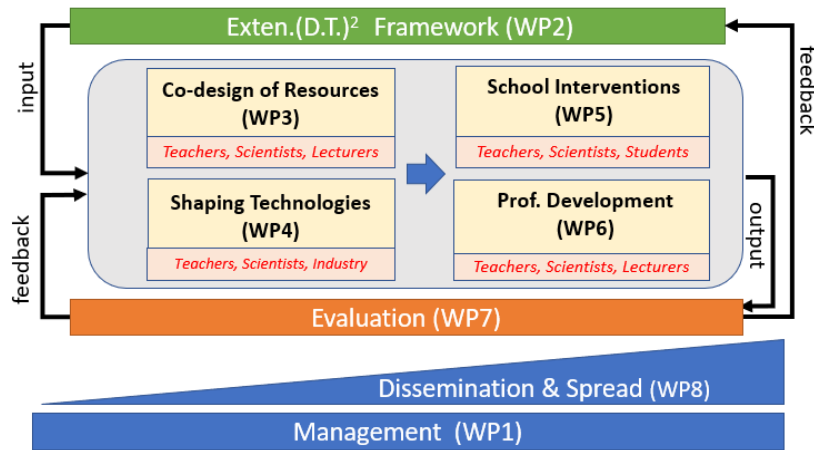 Exten.(D.T.)² Framework (WP2)
input
feedback
Co-design of Resources
(WP3)
Teachers, Scientists, Lecturers
School Interventions
(WP5)
Teachers, Scientists, Students
Shaping Technologies
(WP4)
Teachers, Scientists, Industry
Prof. Development
(WP6)
Teachers, Scientists, Lecturers
feedback
output
Evaluation (WP7)
Dissemination & Spread (WP8)
Management (WP1)